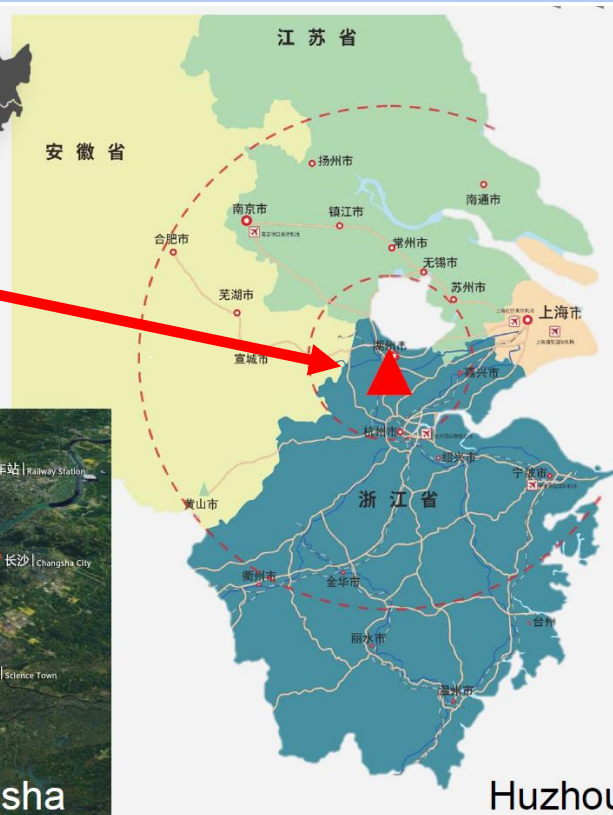 江苏省
安徽省
扬州市
南通市
南京市
镇江市
合肥市
常州市
无锡市
芜湖市
苏州市
上海市
湖州市
宣城市
嘉兴市
杭州市
绍兴市
车站 | Railway Station
宁波市
黄山市
浙江省
长沙 | Changsha City
衢州市
金华市
台州
丽水市
| Science Town
温州市
sha
Huzhou